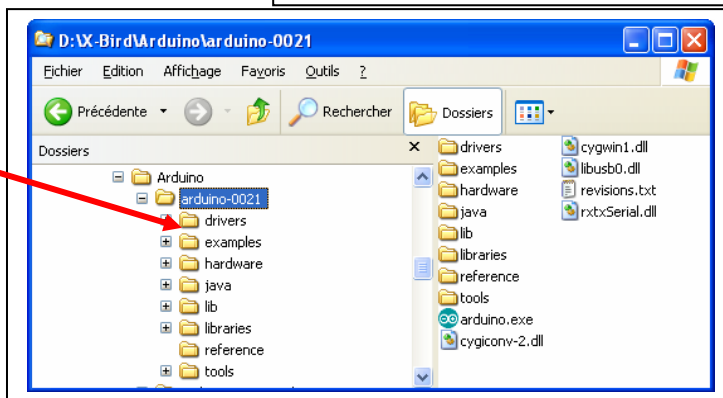 D:\X-Bird\Arduino\arduino-0021
Fichier Edition Affichage Favoris Outils ?
Précédente Rechercher Dossiers
Dossiers
Arduino
arduino-0021
drivers
examples
hardware
java
lib
libraries
reference
tools
drivers
examples
hardware
java
lib
libraries
reference
tools
arduino.exe
cygiconv-2.dll
cygwin1.dll
libusb0.dll
revisions.txt
rxtxSerial.dll